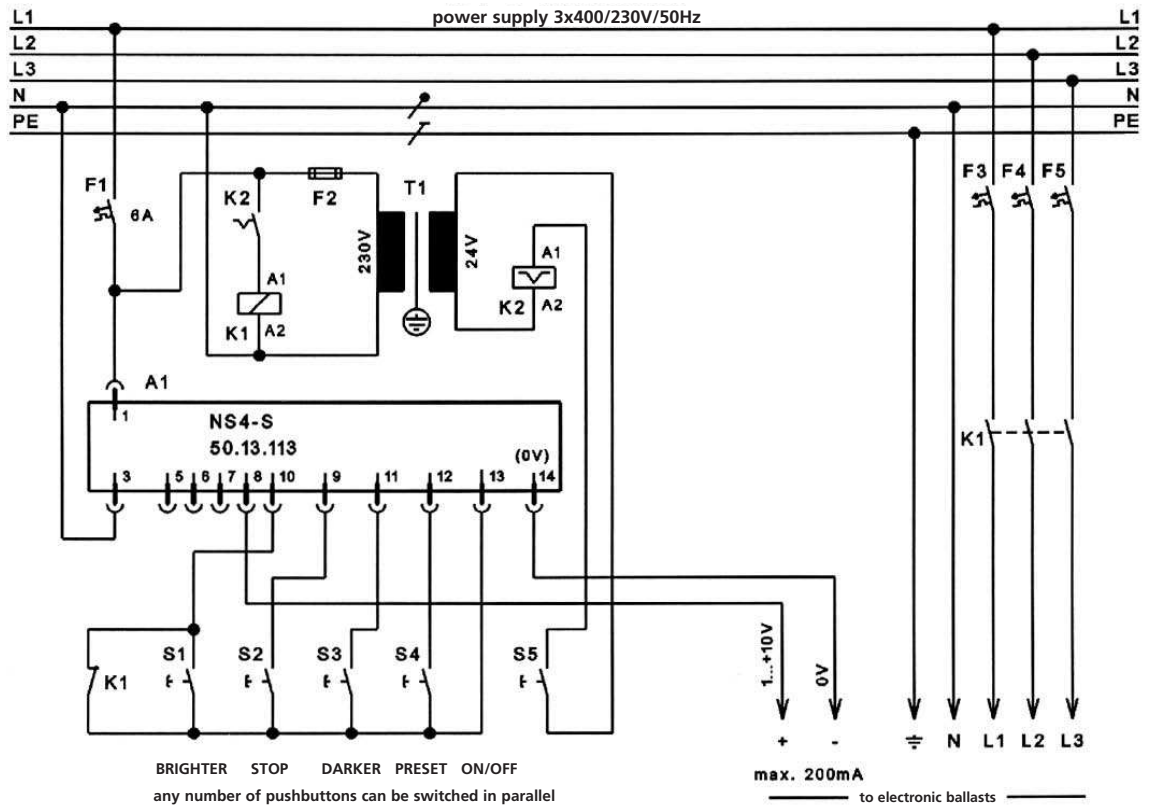 power supply 3x400/230V/50Hz
L1 L1
L2 L2
L3 L3
N N
PE PE
F1 6A
K2 F2 T1
F3 F4 F5
230V 24V
A1 A1
K1 A2 K2 A2
A1
1
NS4-S
50.13.113
(0V)
3 5 6 7 8 10 9 11 12 13 14
K1
K1 S1 S2 S3 S4 S5
1...+10V 0V
+ - N L1 L2 L3
BRIGHTER STOP DARKER PRESET ON/OFF
max. 200mA
any number of pushbuttons can be switched in parallel
to electronic ballasts